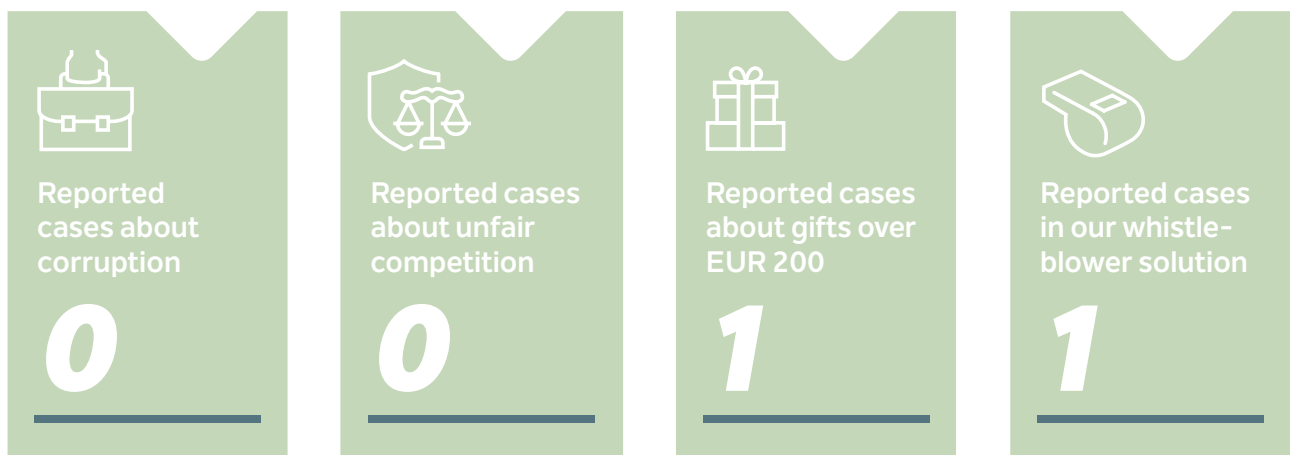 Reported
cases about
corruption
0
Reported cases
about unfair
competition
0
Reported cases
about gifts over
EUR 200
1
Reported cases
in our whistle-
blower solution
1